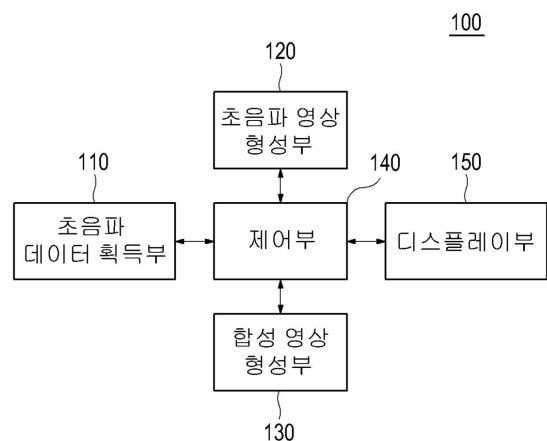 100
120
초음파 영상
형성부
110
초음파
데이터 획득부
140
제어부
150
디스플레이부
합성 영상
형성부
130